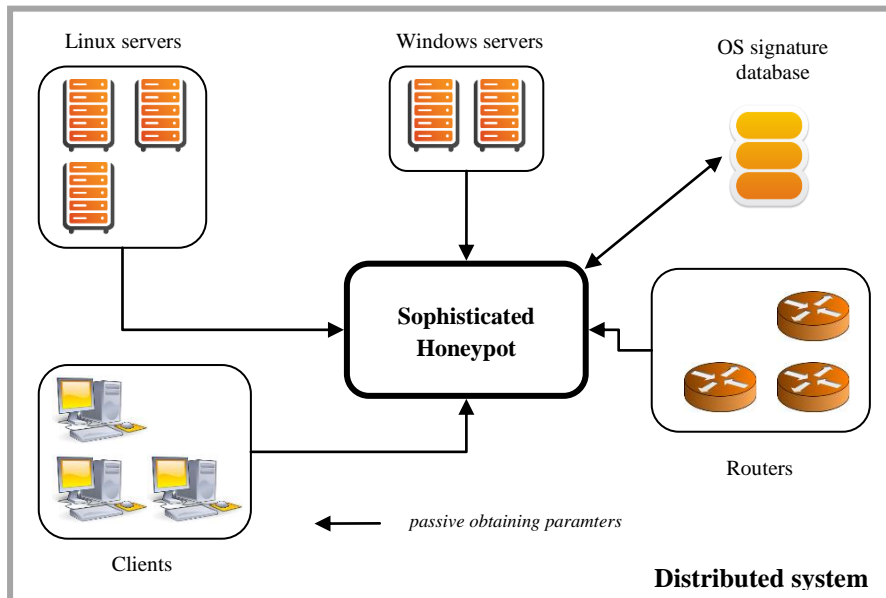 Linux servers
Windows servers
OS signature
database
Sophisticated
Honeypot
Routers
passive obtaining paramters
Clients
Distributed system